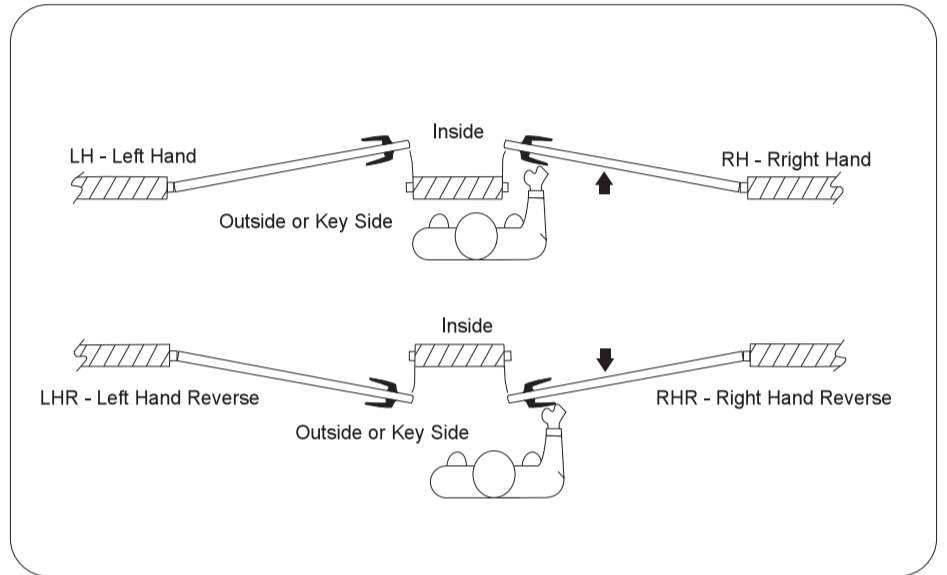 Inside
LH - Left Hand
RH - Rright Hand
Outside or Key Side
Inside
LHR - Left Hand Reverse
RHR - Right Hand Reverse
Outside or Key Side